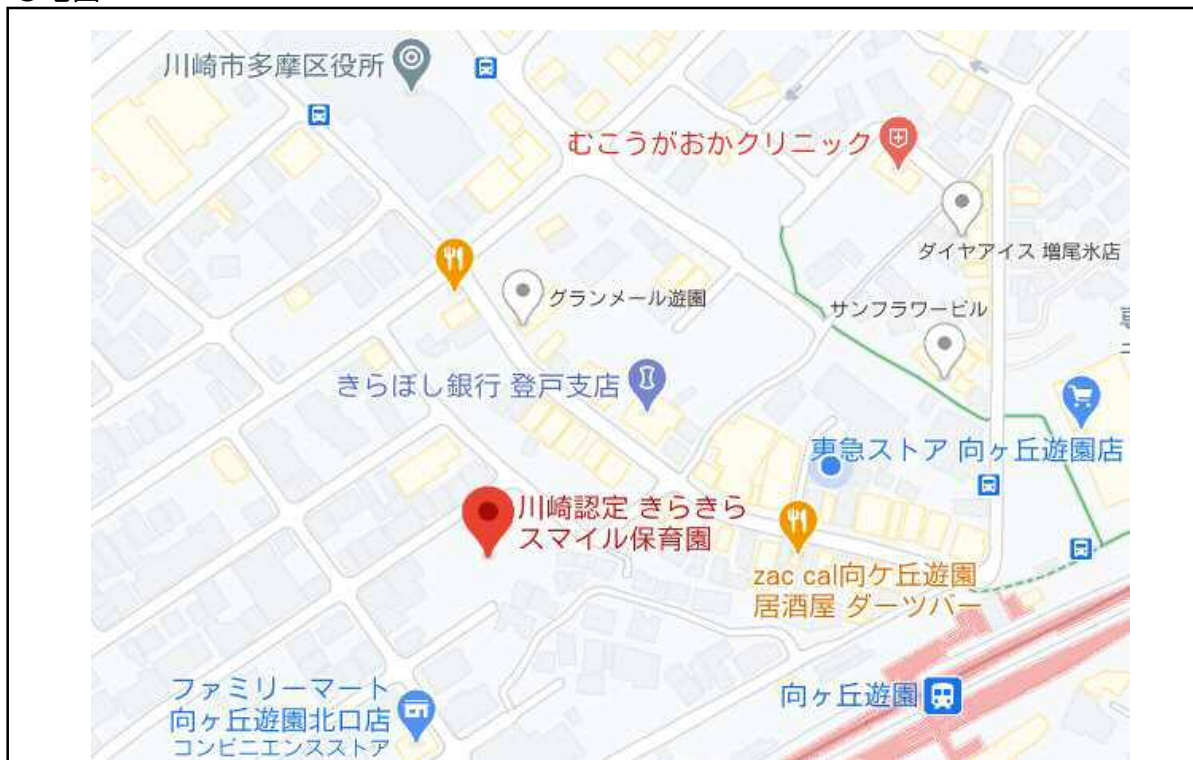 川崎市多摩区役所
むこうがおかクリニック
ダイヤアイス 増尾氷店
グランメール遊園
サンフラワービル
きらぼし銀行 登戸支店
東急ストア 向ヶ丘遊園店
川崎認定 きらきら
スマイル保育園
zac cal向ケ丘遊園
居酒屋 ダーツバー
向ヶ丘遊園
ファミリーマート
向ヶ丘遊園北口店
コンビニエンスストア